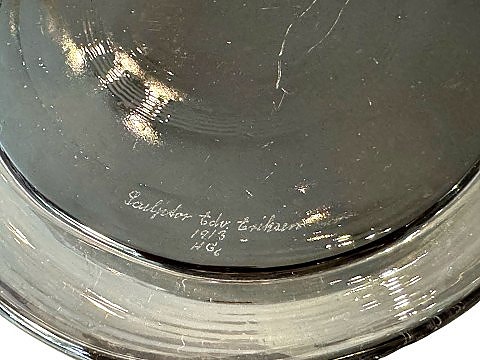 Sculptor Edv. Eriksen
1913
HG